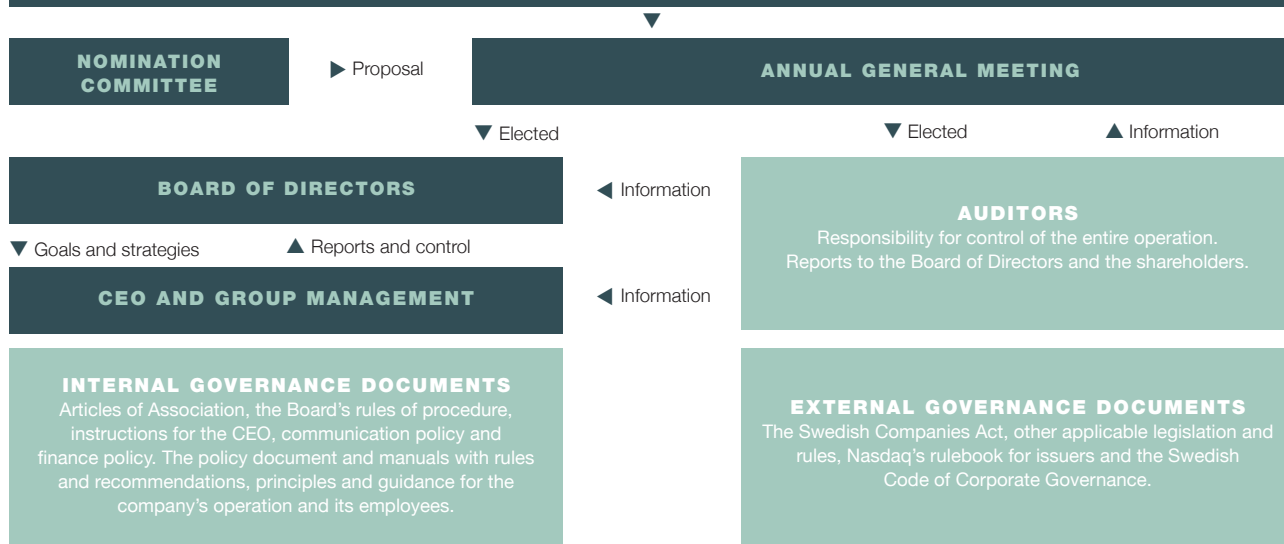 NOMINATION
COMMITTEE
Proposal
ANNUAL GENERAL MEETING
Elected
Elected
Information
BOARD OF DIRECTORS
Information
AUDITORS
Responsibility for control of the entire operation.
Reports to the Board of Directors and the shareholders.
Goals and strategies
Reports and control
CEO AND GROUP MANAGEMENT
Information
INTERNAL GOVERNANCE DOCUMENTS
Articles of Association, the Board’s rules of procedure,
instructions for the CEO, communication policy and
finance policy. The policy document and manuals with rules
and recommendations, principles and guidance for the
company’s operation and its employees.
EXTERNAL GOVERNANCE DOCUMENTS
The Swedish Companies Act, other applicable legislation and
rules, Nasdaq’s rulebook for issuers and the Swedish
Code of Corporate Governance.